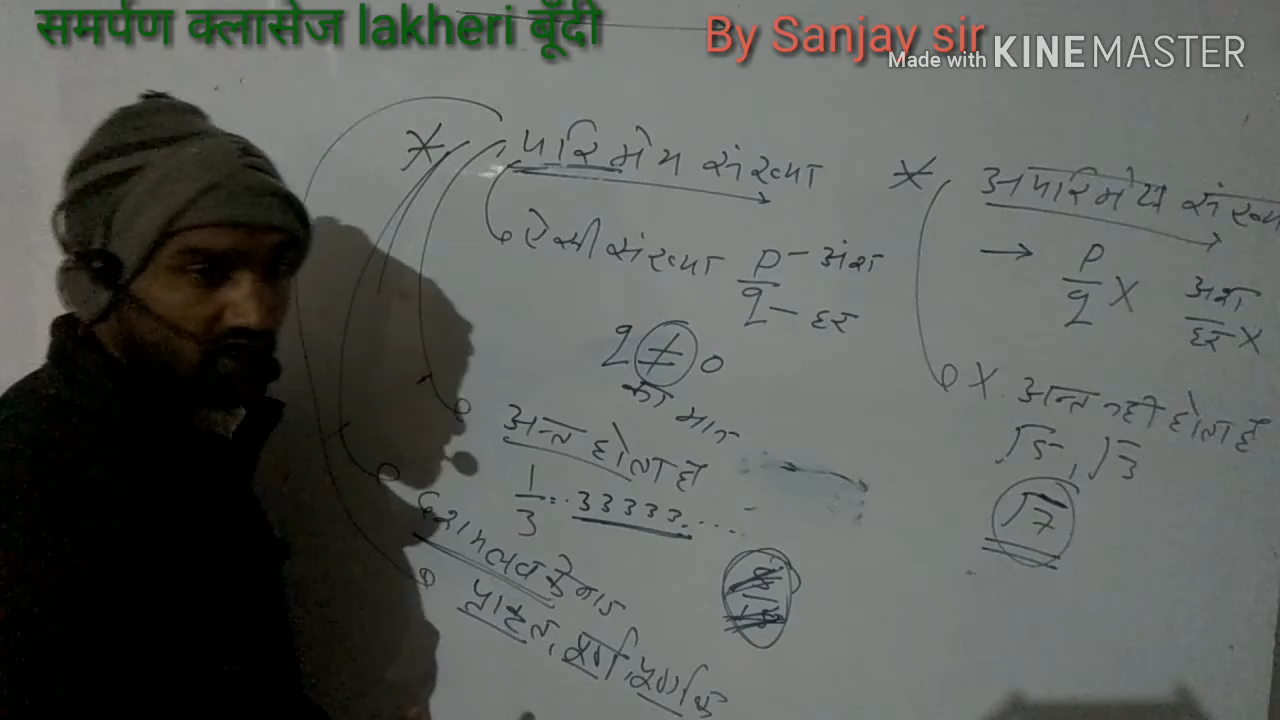 समर्पण क्लासेज lakheri बूँदी
By Sanjay sir
Made with KINEMASTER
* परिमेय संख्या
ऐसी संख्या p/q – अंश – हर
q ≠ 0
का मान
अन्त होता है
1/3 = .33333....
दशमलव के बाद
प्राकृत, पूर्ण, पूर्णांक
* अपरिमेय संख्या
→ p/q X अंश/हर X
X. अन्त नही होता है
√5, √3
√7